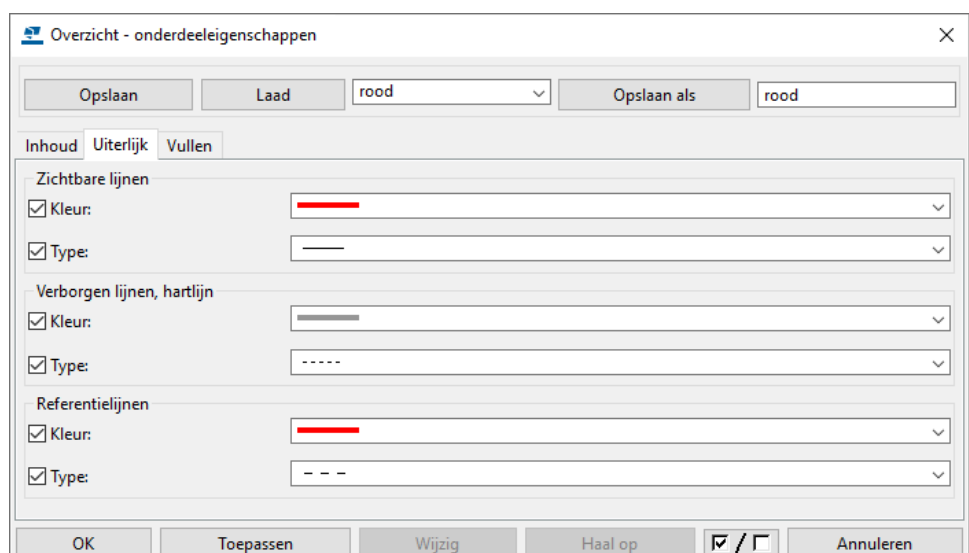 Overzicht - onderdeeleigenschappen
Opslaan Laad rood Opslaan als rood
Inhoud Uiterlijk Vullen
Zichtbare lijnen
Kleur:
Type:
Verborgen lijnen, hartlijn
Kleur:
Type:
Referentielijnen
Kleur:
Type:
OK Toepassen Wijzig Haal op / Annuleren